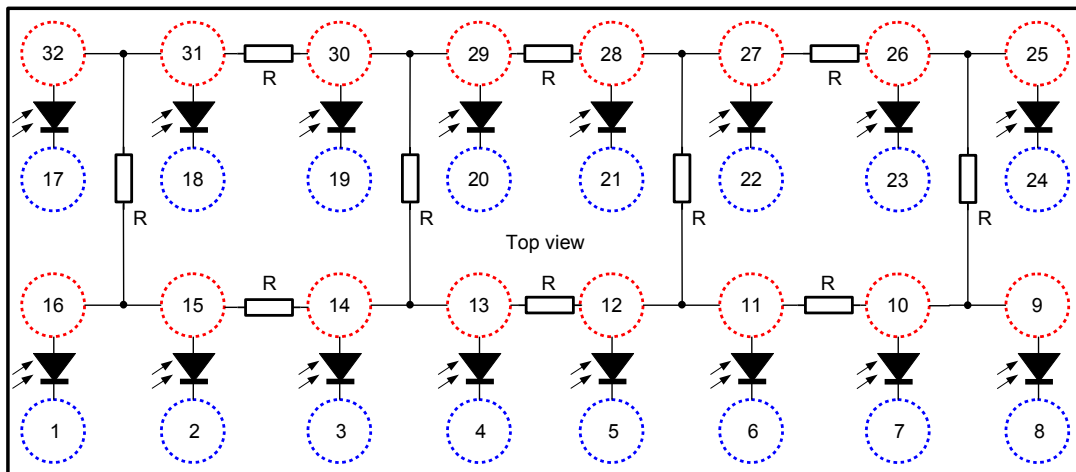 32 31 30 29 28 27 26 25
R R R
17 18 19 20 21 22 23 24
R R R R
Top view
16 15 14 13 12 11 10 9
R R R
1 2 3 4 5 6 7 8